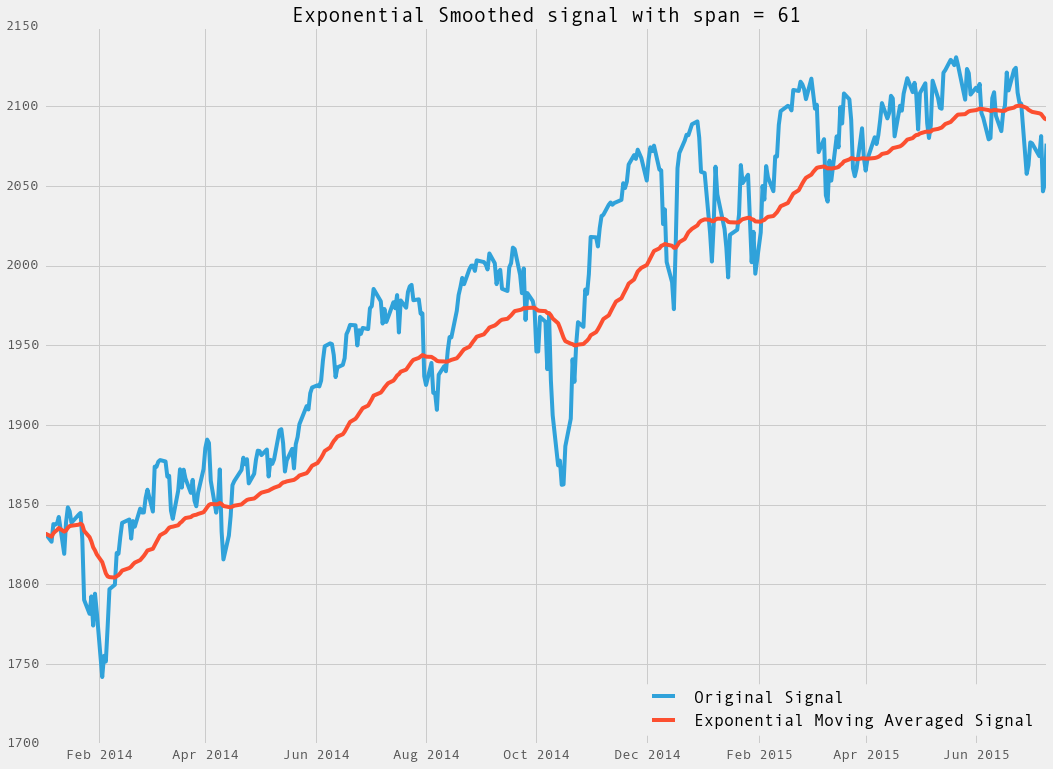 Exponential Smoothed signal with span = 61
2150
2100
2050
2000
1950
1900
1850
1800
1750
1700
Original Signal
Exponential Moving Averaged Signal
Feb 2014 Apr 2014 Jun 2014 Aug 2014 Oct 2014 Dec 2014 Feb 2015 Apr 2015 Jun 2015